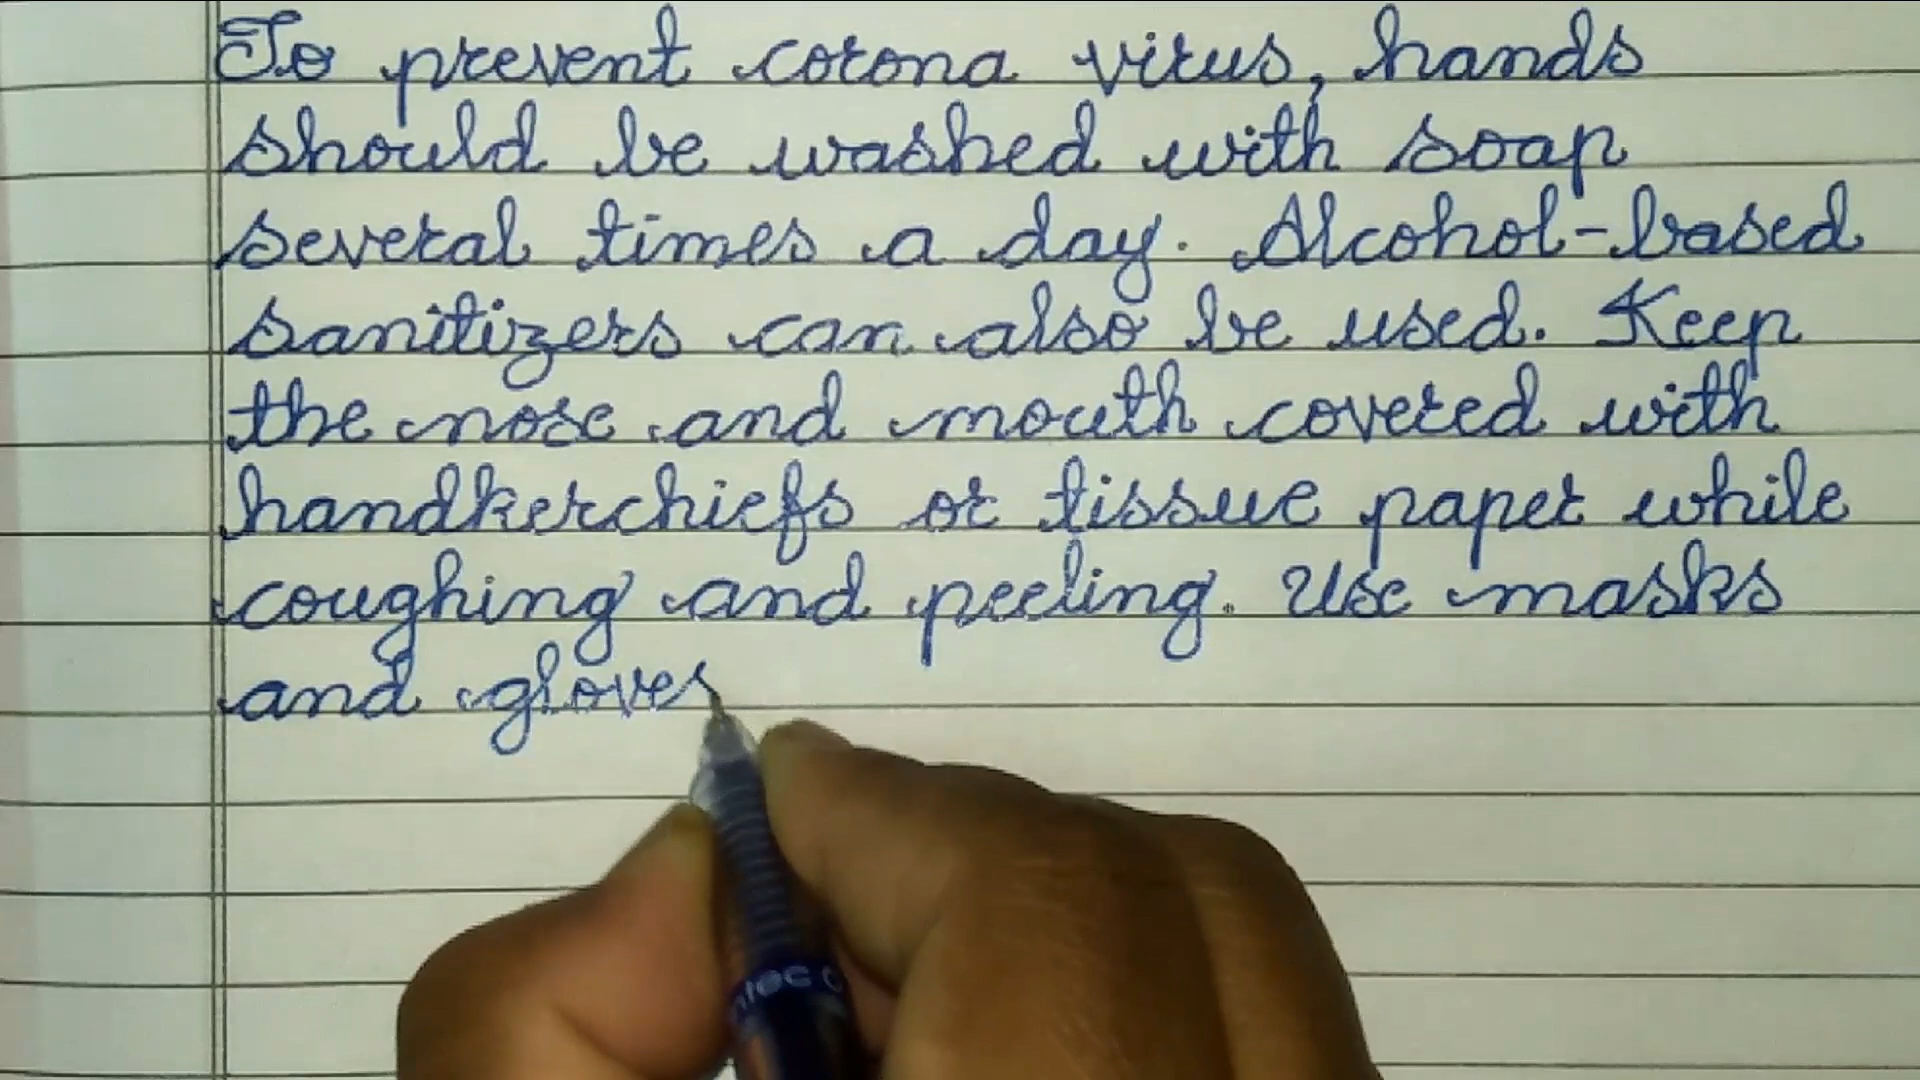 To prevent corona virus, hands
should be washed with soap
several times a day. Alcohol-based
sanitizers can also be used. Keep
the nose and mouth covered with
handkerchiefs or tissue paper while
coughing and peeling. Use masks
and gloves